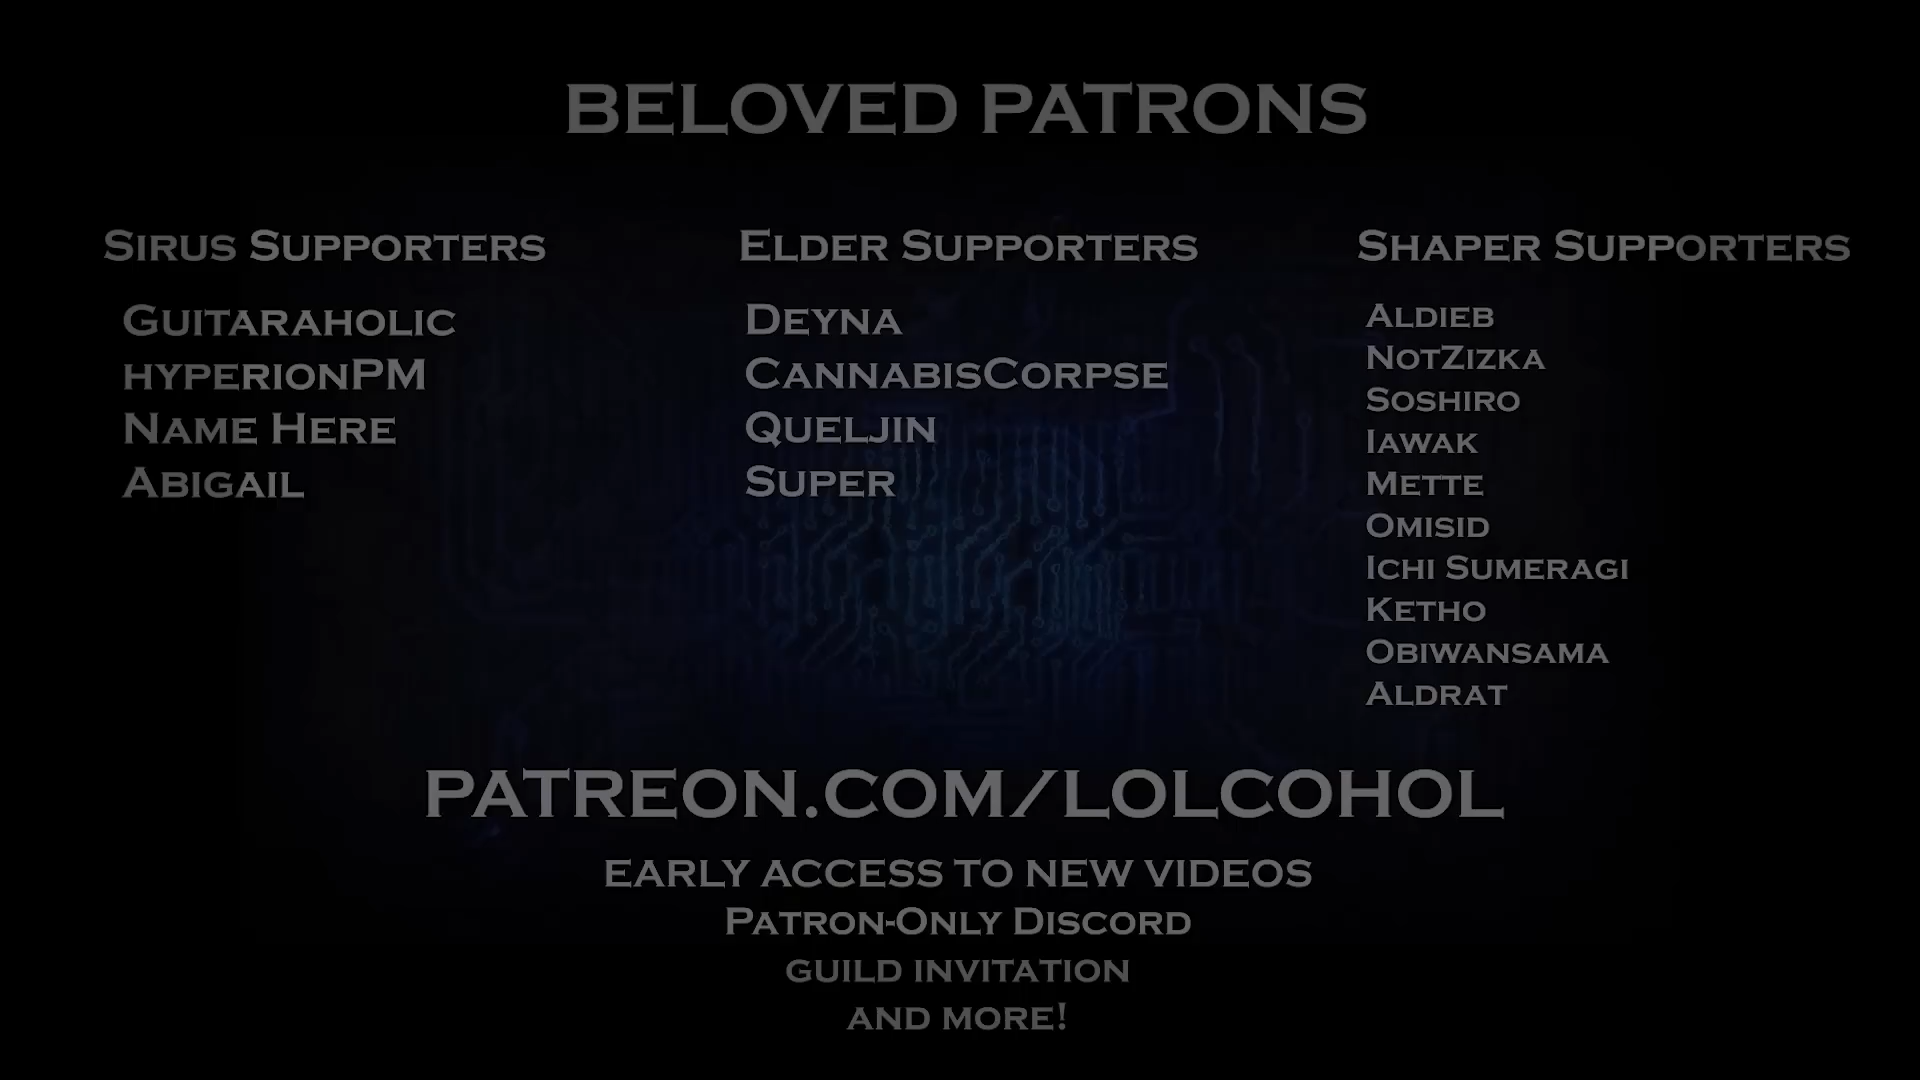 BELOVED PATRONS
Sirus Supporters
Guitaraholic
hyperionPM
Name Here
Abigail
Elder Supporters
Deyna
CannabisCorpse
Queljin
Super
Shaper Supporters
Aldieb
NotZizka
Soshiro
Iawak
Mette
Omisid
Ichi Sumeragi
Ketho
Obiwansama
Aldrat
PATREON.COM/LOLCOHOL
EARLY ACCESS TO NEW VIDEOS
Patron-Only Discord
guild invitation
and more!